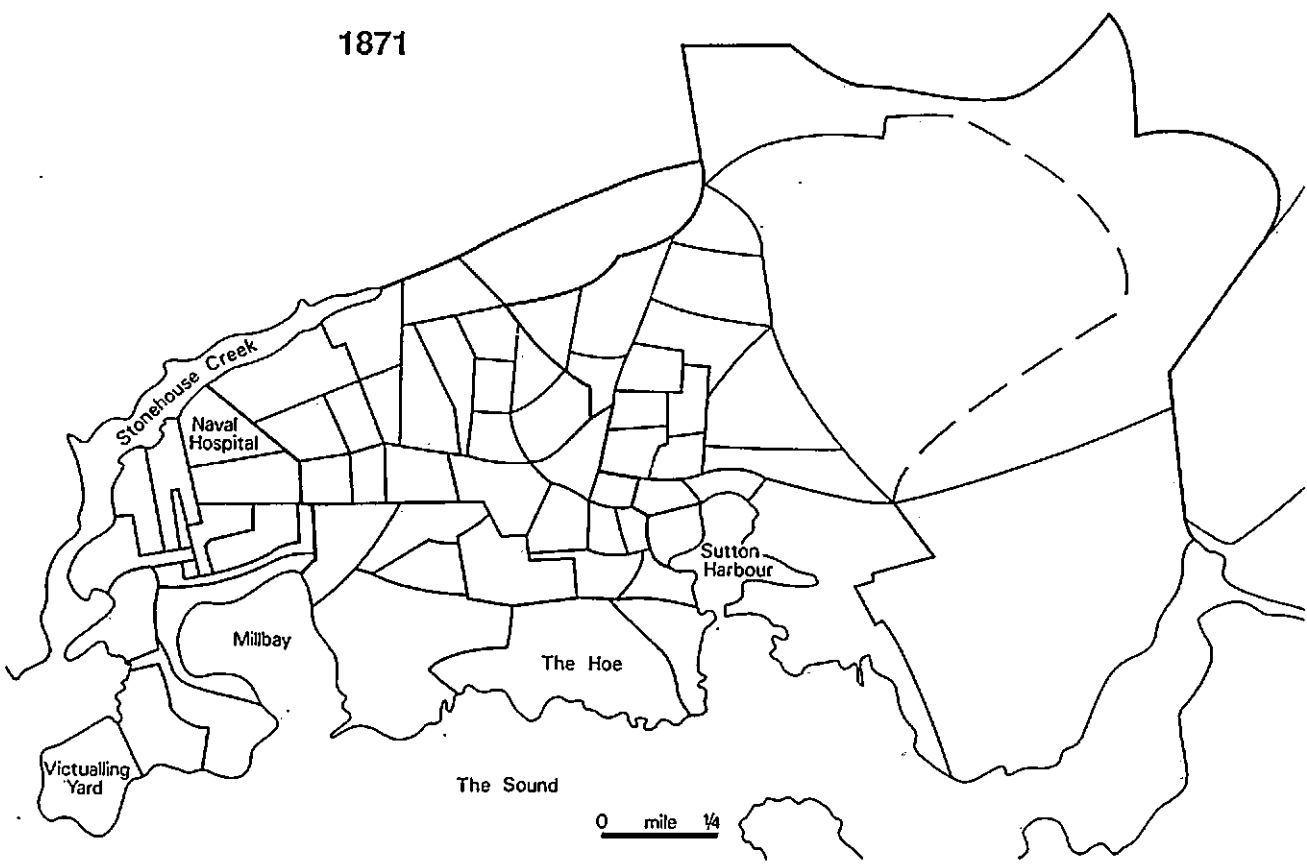 1871
Stonehouse Creek
Naval
Hospital
Sutton
Harbour
Millbay
The Hoe
Victualling
Yard
The Sound
0 mile ¼